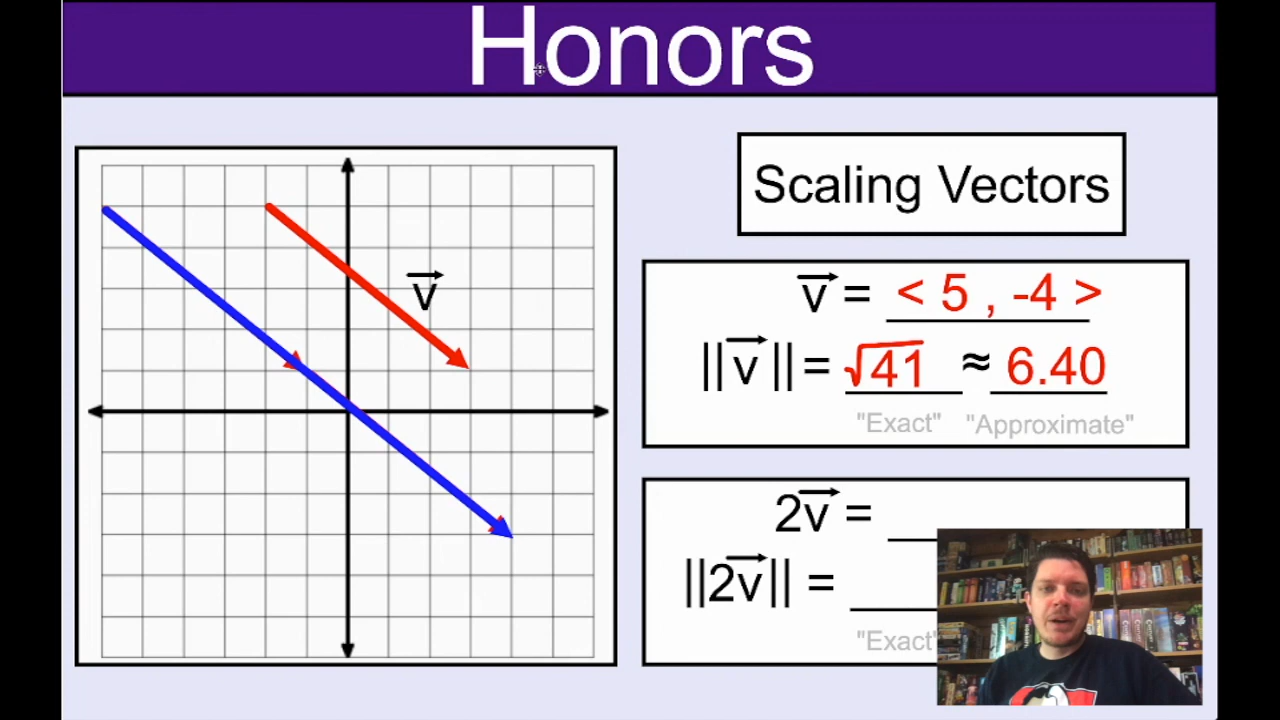 Honors
Scaling Vectors
v⃗ = < 5 , -4 >
||v⃗|| = √41 ≈ 6.40
"Exact" "Approximate"
v⃗
2v⃗ =
||2v⃗|| =
"Exact"